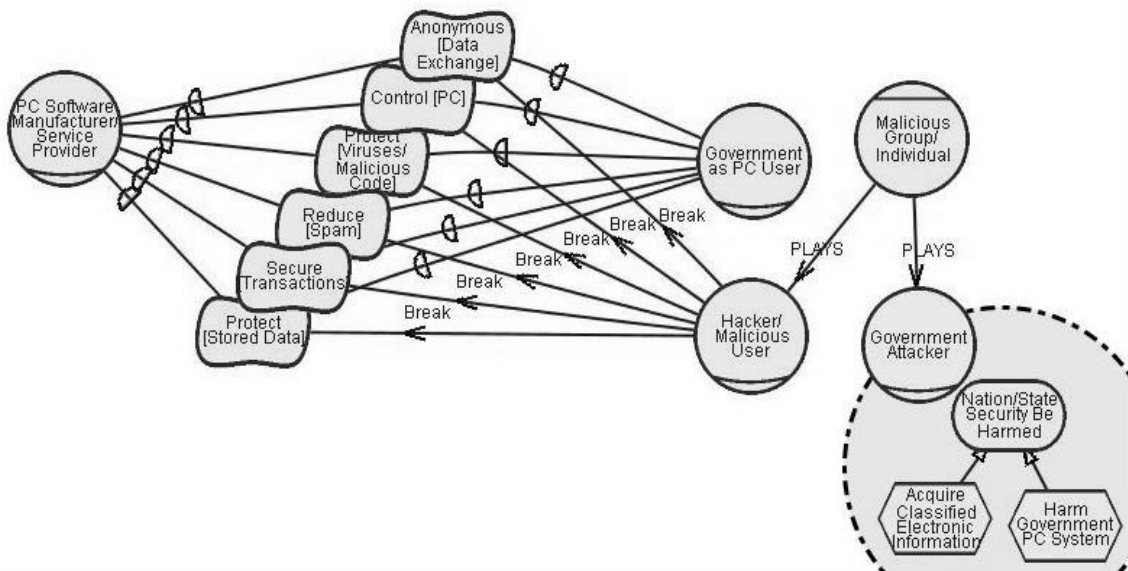 Anonymous
[Data
Exchange]
PC Software
Manufacturer/
Service
Provider
Control [PC]
Protect
[Viruses/
Malicious
Code]
Government
as PC User
Malicious
Group/
Individual
Reduce
[Spam]
Secure
Transactions
Protect
[Stored Data]
Break
Break
Break
Break
Break
Break
PLAYS
PLAYS
Hacker/
Malicious
User
Government
Attacker
Nation/State
Security Be
Harmed
Acquire
Classified
Electronic
Information
Harm
Government
PC System